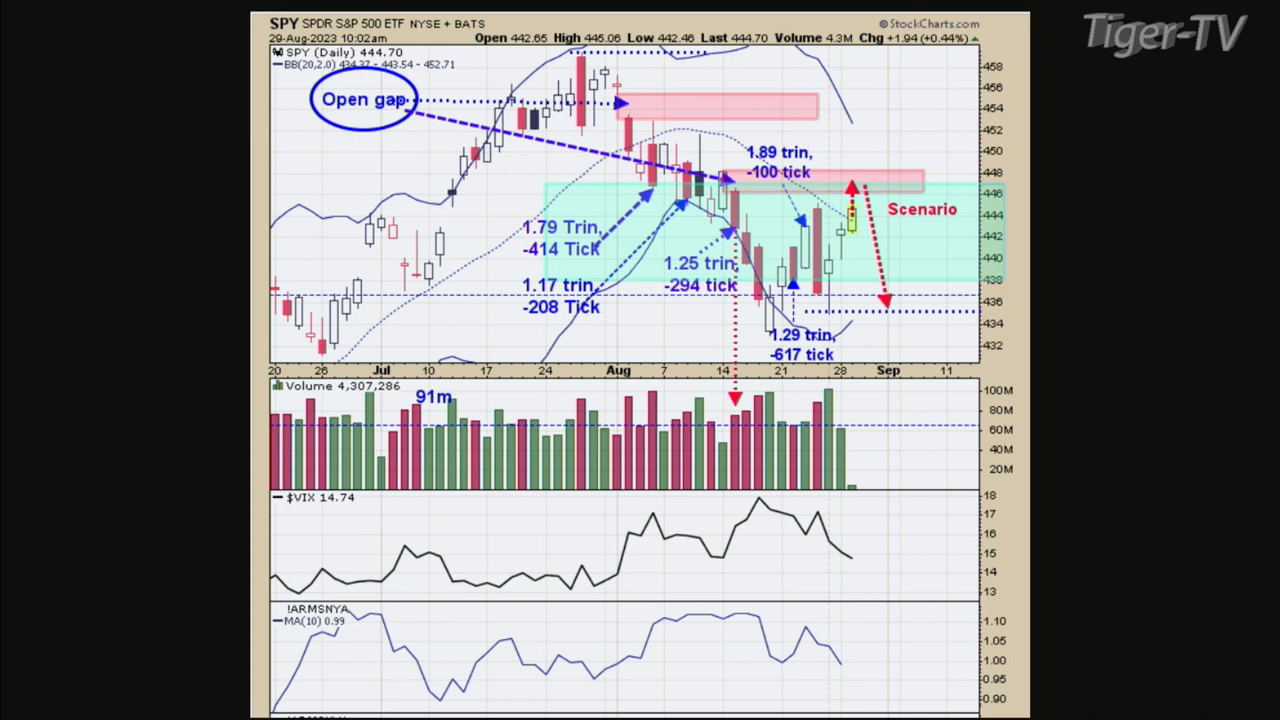 Tiger-TV
SPY SPDR S&P 500 ETF NYSE + BATS
© StockCharts.com
29-Aug-2023 10:02am
Open 442.65 High 445.06 Low 442.46 Last 444.70 Volume 4.3M Chg +1.94 (+0.44%)
SPY (Daily) 444.70
BB(20,2.0) 434.37 - 443.54 - 452.71
Open gap
1.89 trin,
-100 tick
Scenario
1.79 Trin,
-414 Tick
1.25 trin,
-294 tick
1.17 trin,
-208 Tick
1.29 trin,
-617 tick
458
456
454
452
450
448
446
444
442
440
438
436
434
432
20 26 Jul 10 17 24 Aug 7 14 21 28 Sep 11
Volume 4,307,286
91m
100M
80M
60M
40M
20M
$VIX 14.74
18
17
16
15
14
13
!ARMSNYA
MA(10) 0.99
1.10
1.05
1.00
0.95
0.90